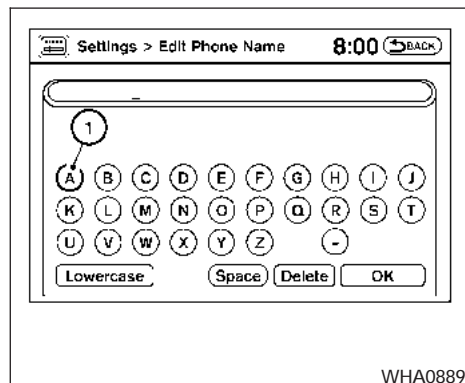 Settings > Edit Phone Name 8:00 BACK
_
1
A B C D E F G H I J
K L M N O P Q R S T
U V W X Y Z -
Lowercase Space Delete OK
WHA0889